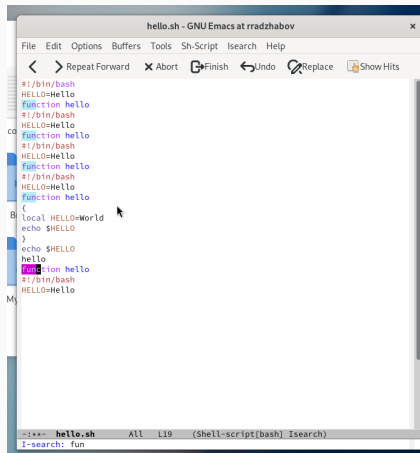 hello.sh - GNU Emacs at rradzhabov ×
File Edit Options Buffers Tools Sh-Script Isearch Help
Repeat Forward Abort Finish Undo Replace Show Hits
#!/bin/bash
HELLO=Hello
function hello
#!/bin/bash
HELLO=Hello
function hello
#!/bin/bash
HELLO=Hello
function hello
#!/bin/bash
HELLO=Hello
function hello
{
local HELLO=World
echo $HELLO
}
echo $HELLO
hello
function hello
#!/bin/bash
HELLO=Hello
-:**- hello.sh All L19 (Shell-script[bash] Isearch)
I-search: fun
co
My